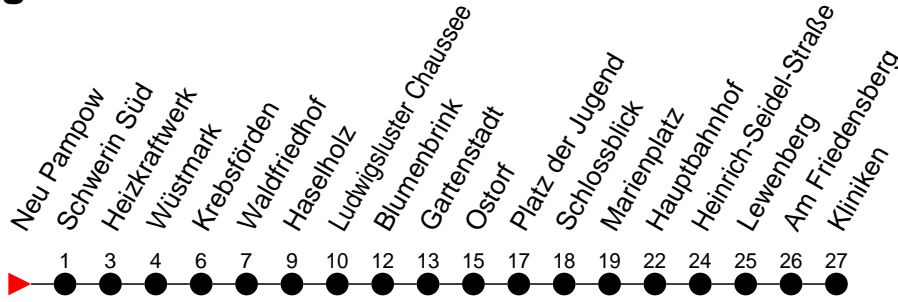 Neu Pampow
Schwerin Süd
Heizkraftwerk
Wüstmark
Krebsförden
Waldfriedhof
Haselholz
Ludwigsluster Chaussee
Blumenbrink
Gartenstadt
Ostorf
Platz der Jugend
Schlossblick
Marienplatz
Hauptbahnhof
Heinrich-Seidel-Straße
Lewenberg
Am Friedensberg
Kliniken
1 3 4 6 7 9 10 12 13 15 17 18 19 22 24 25 26 27